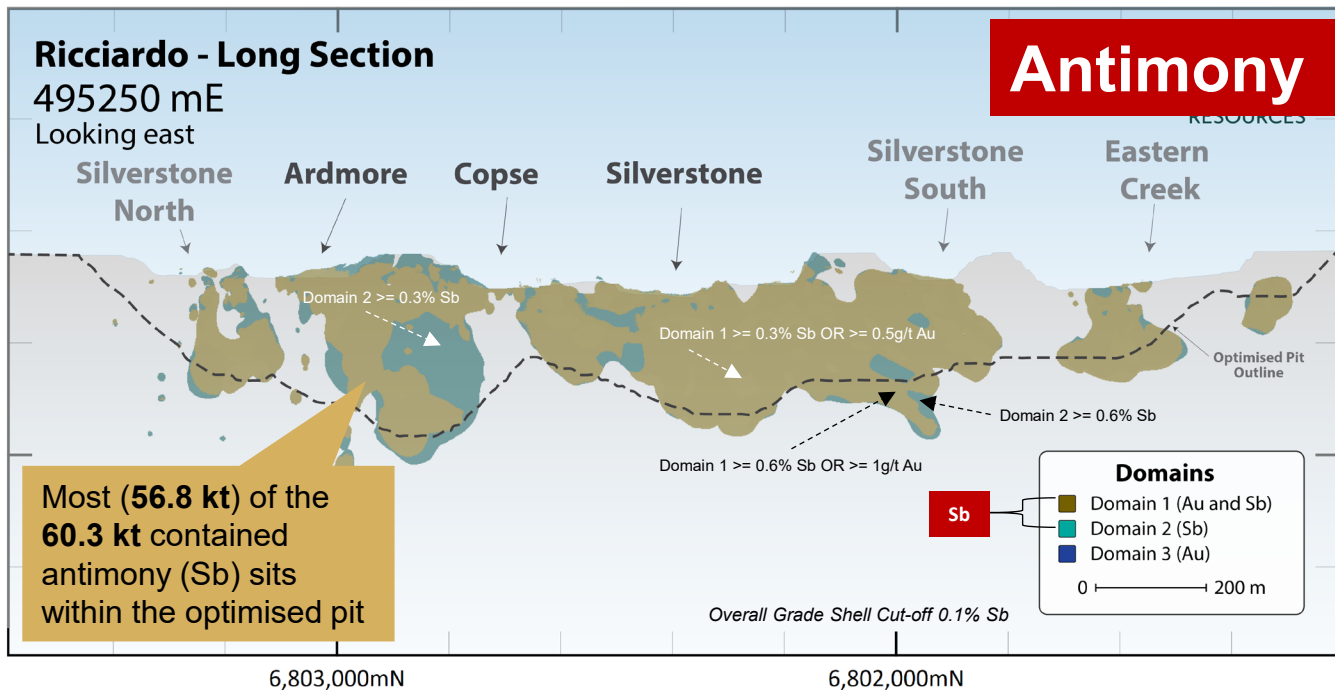 Ricciardo - Long Section
495250 mE
Looking east
Antimony
RESOURCES
Silverstone
North
Ardmore
Copse
Silverstone
Silverstone
South
Eastern
Creek
Domain 2 >= 0.3% Sb
Domain 1 >= 0.3% Sb OR >= 0.5g/t Au
Optimised Pit
Outline
Domain 2 >= 0.6% Sb
Domain 1 >= 0.6% Sb OR >= 1g/t Au
Most (56.8 kt) of the
60.3 kt contained
antimony (Sb) sits
within the optimised pit
Sb
Domains
Domain 1 (Au and Sb)
Domain 2 (Sb)
Domain 3 (Au)
0 200 m
Overall Grade Shell Cut-off 0.1% Sb
6,803,000mN
6,802,000mN